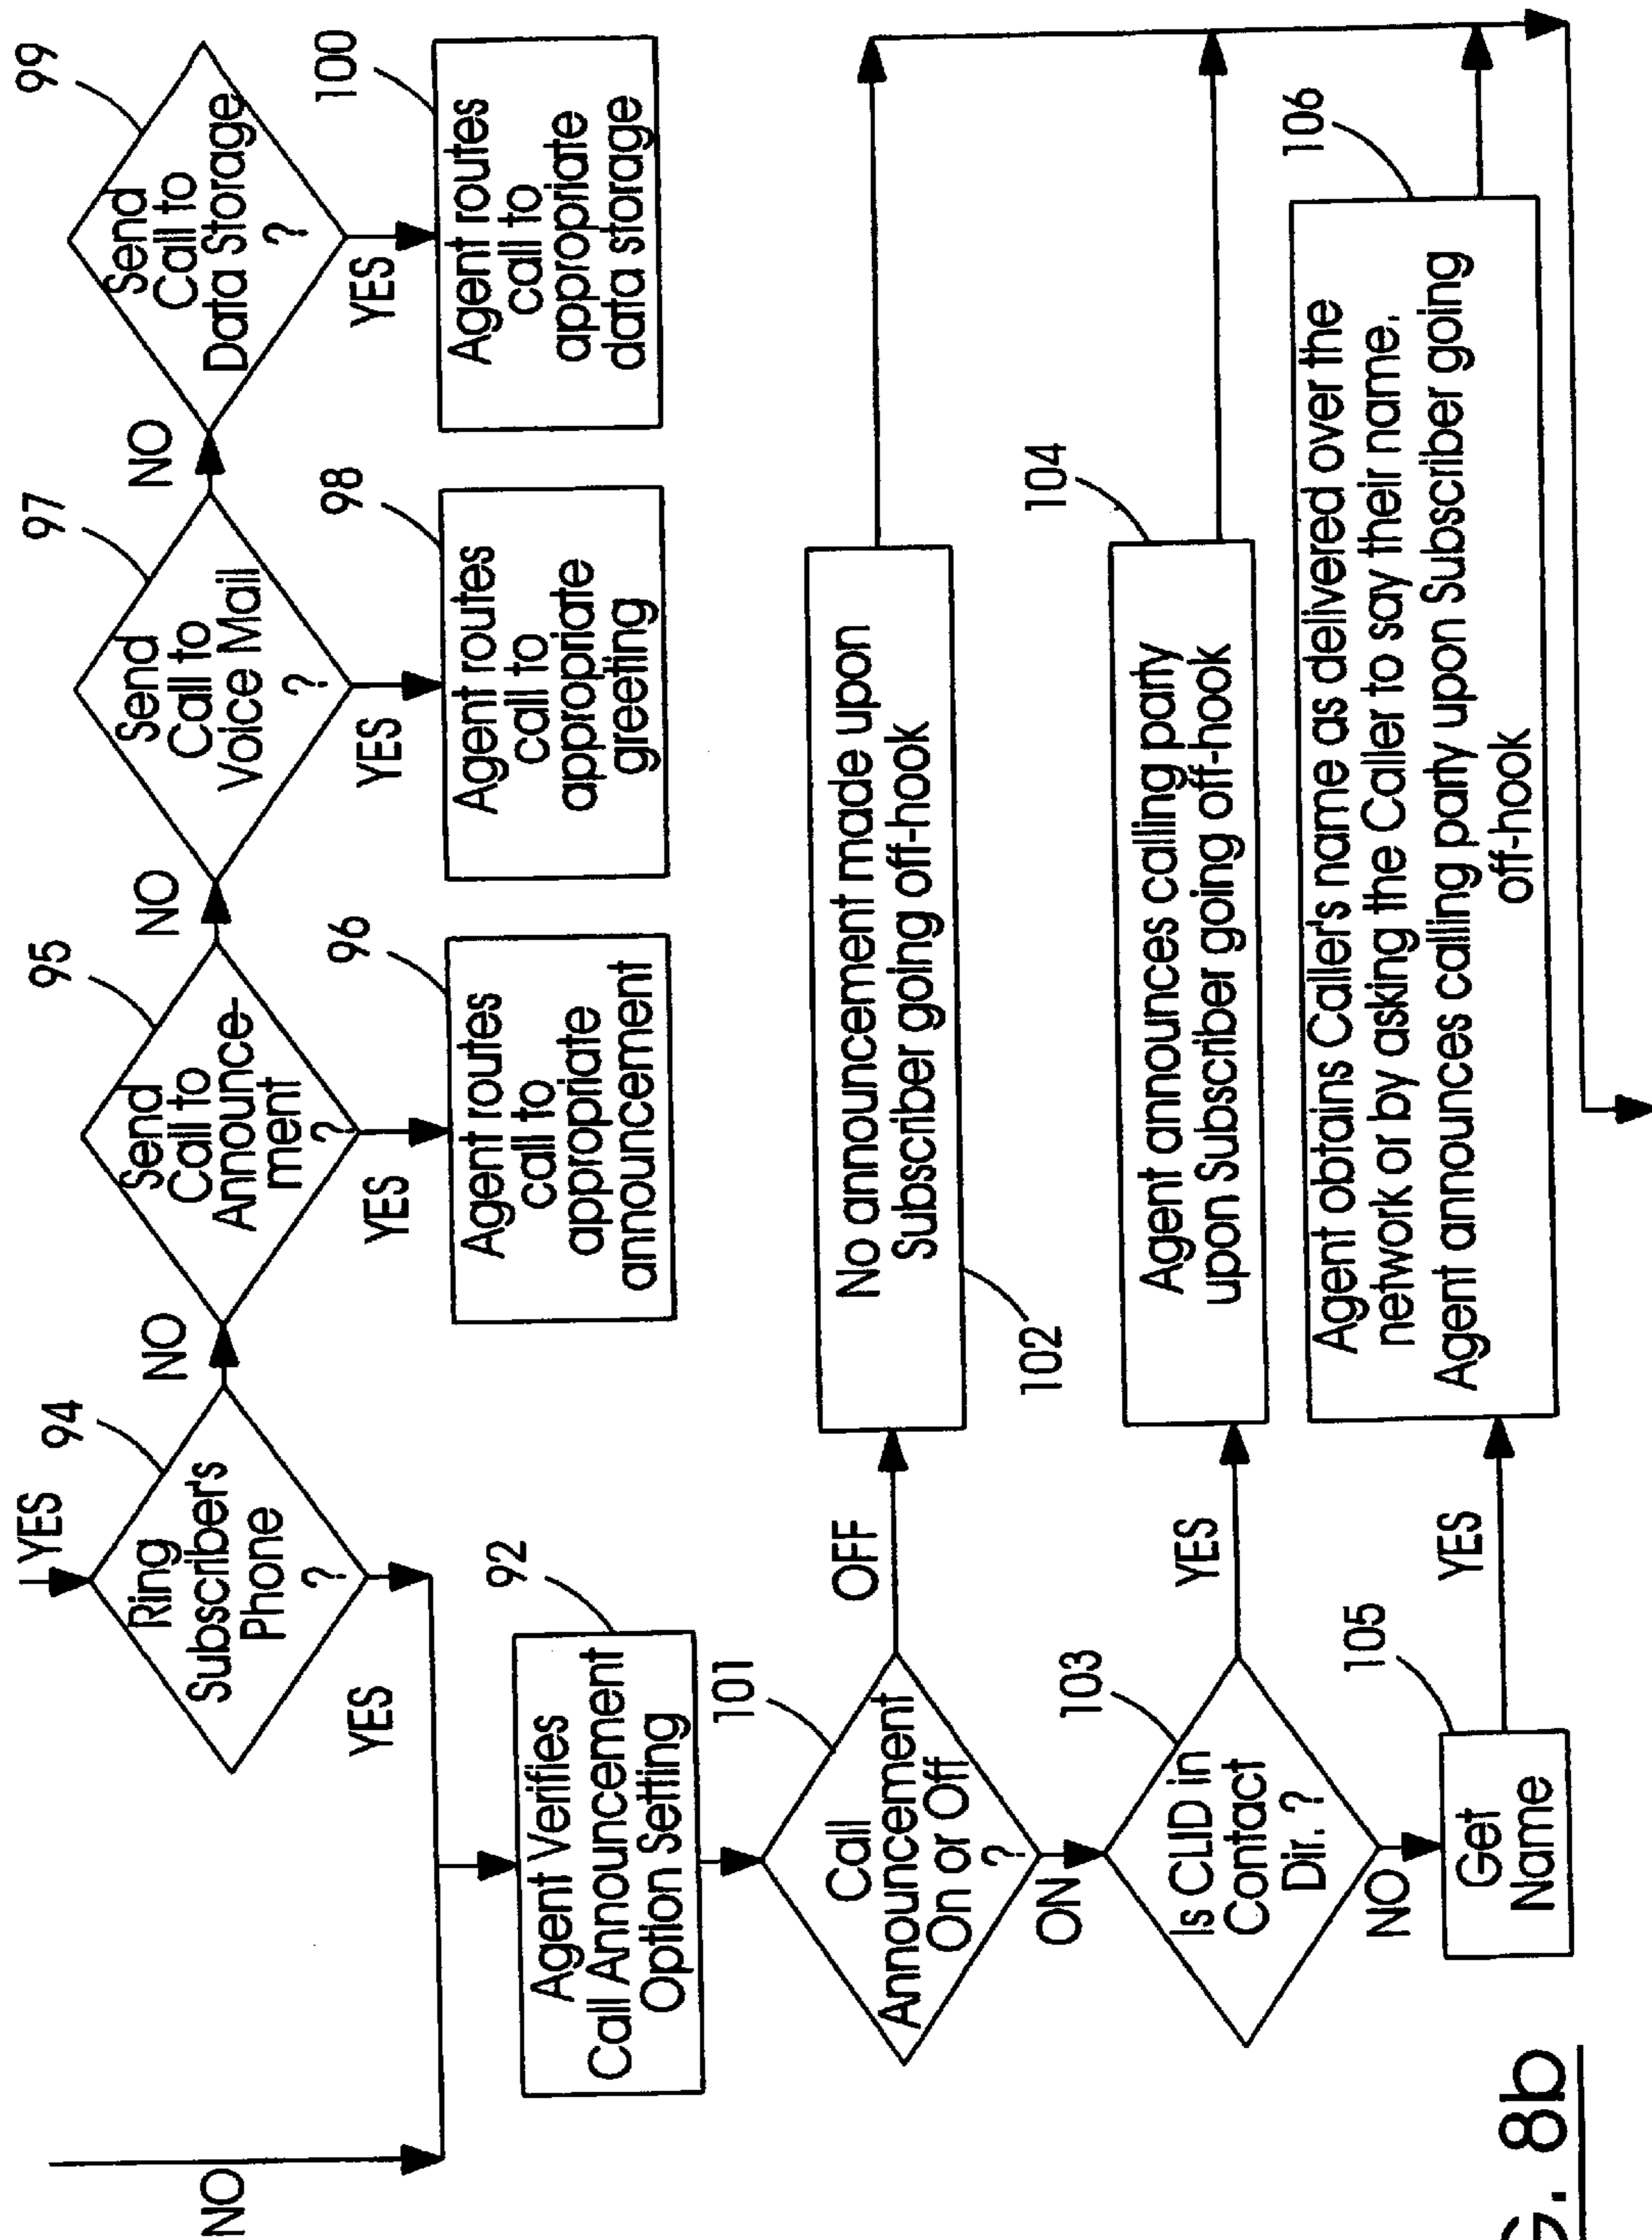 NO
YES
94
Ring
Subscriber's
Phone
?
YES
NO
95
Send
Call to
Announce-
ment
?
YES
96
Agent routes
call to
appropriate
announcement
NO
97
Send
Call to
Voice Mail
?
YES
98
Agent routes
call to
appropriate
greeting
NO
99
Send
Call to
Data Storage
?
YES
100
Agent routes
call to
appropriate
data storage
92
Agent Verifies
Call Announcement
Option Setting
101
Call
Announcement
On or Off
?
OFF
No announcement made upon
Subscriber going off-hook
102
ON
103
Is CLID in
Contact
Dir. ?
YES
104
Agent announces calling party
upon Subscriber going off-hook
NO
105
Get
Name
YES
106
Agent obtains Caller's name as delivered over the
network or by asking the Caller to say their name.
Agent announces calling party upon Subscriber going
off-hook
G. 8b